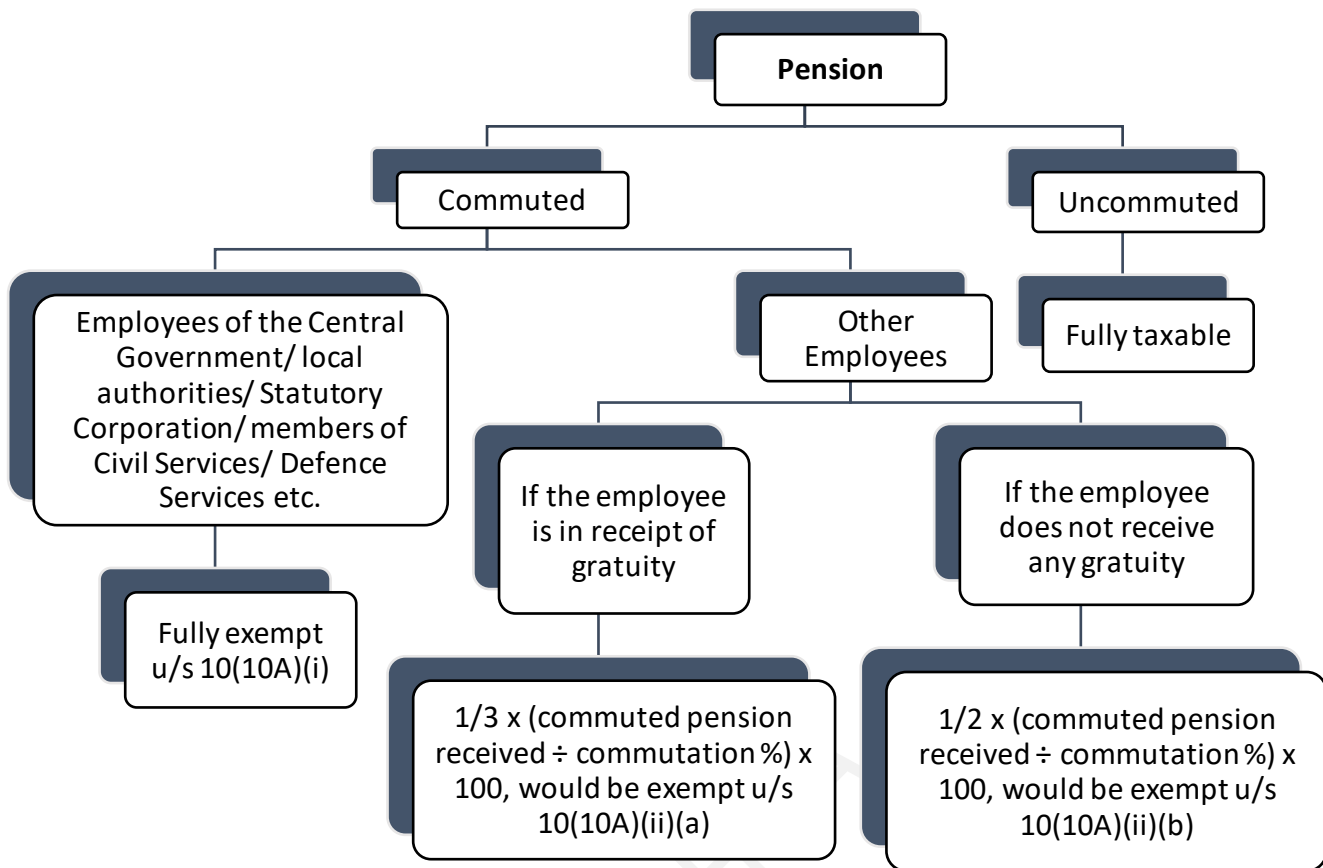 Pension
Commuted
Uncommuted
Employees of the Central
Government/ local
authorities/ Statutory
Corporation/ members of
Civil Services/ Defence
Services etc.
Other
Employees
Fully taxable
Fully exempt
u/s 10(10A)(i)
If the employee
is in receipt of
gratuity
If the employee
does not receive
any gratuity
1/3 x (commuted pension
received ÷ commutation %) x
100, would be exempt u/s
10(10A)(ii)(a)
1/2 x (commuted pension
received ÷ commutation %) x
100, would be exempt u/s
10(10A)(ii)(b)